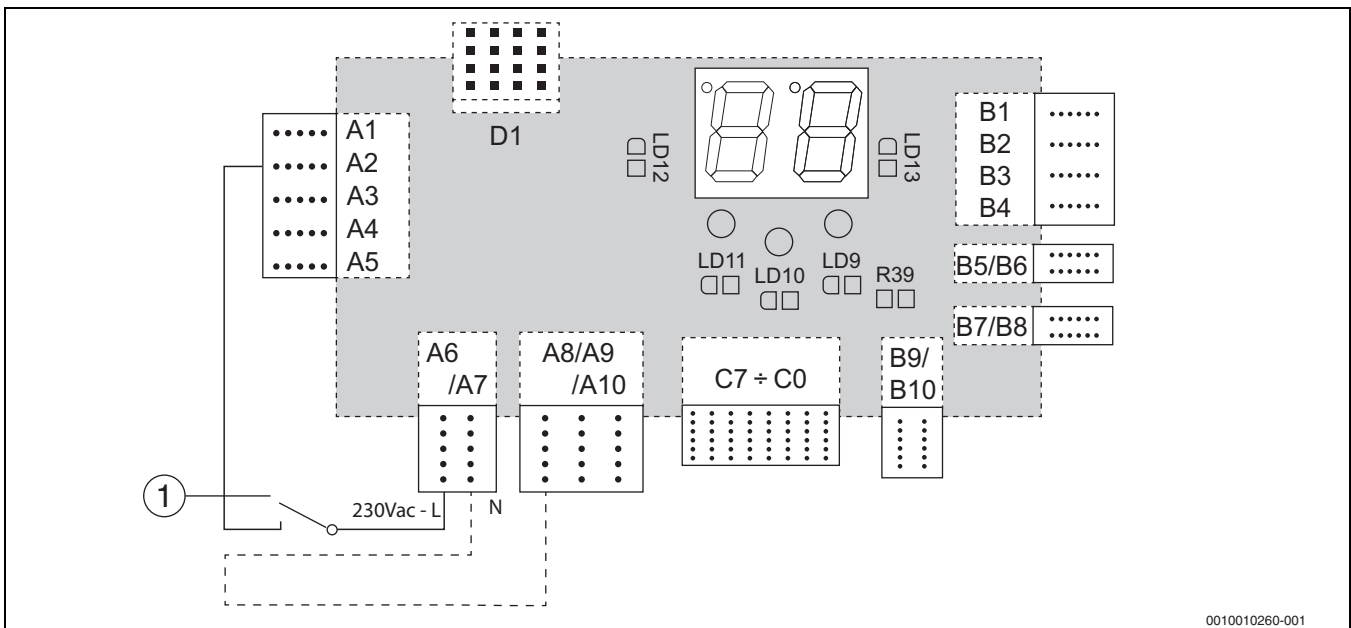 D1
A1
A2
A3
A4
A5
LD12
LD13
B1
B2
B3
B4
LD11
LD10
LD9
R39
B5/B6
B7/B8
A6
/A7
A8/A9
/A10
C7 ÷ C0
B9/
B10
1
230Vac - L
N
0010010260-001